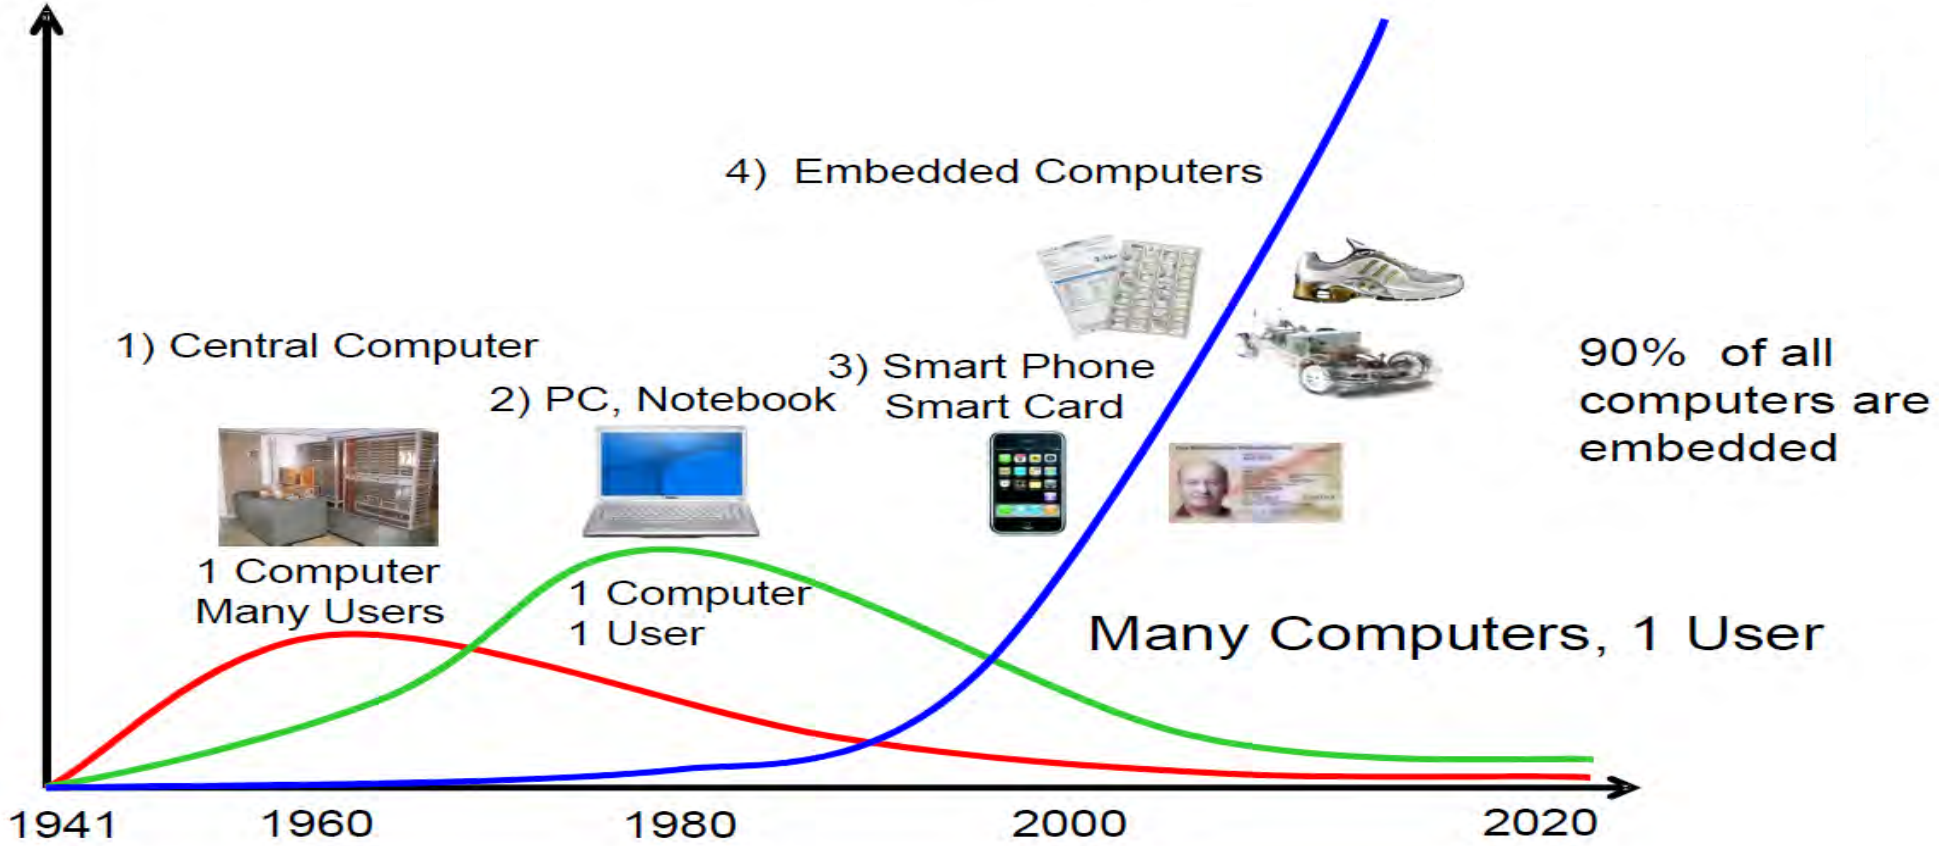 4) Embedded Computers
1) Central Computer
2) PC, Notebook
3) Smart Phone
Smart Card
90% of all
computers are
embedded
1 Computer
Many Users
1 Computer
1 User
Many Computers, 1 User
1941
1960
1980
2000
2020